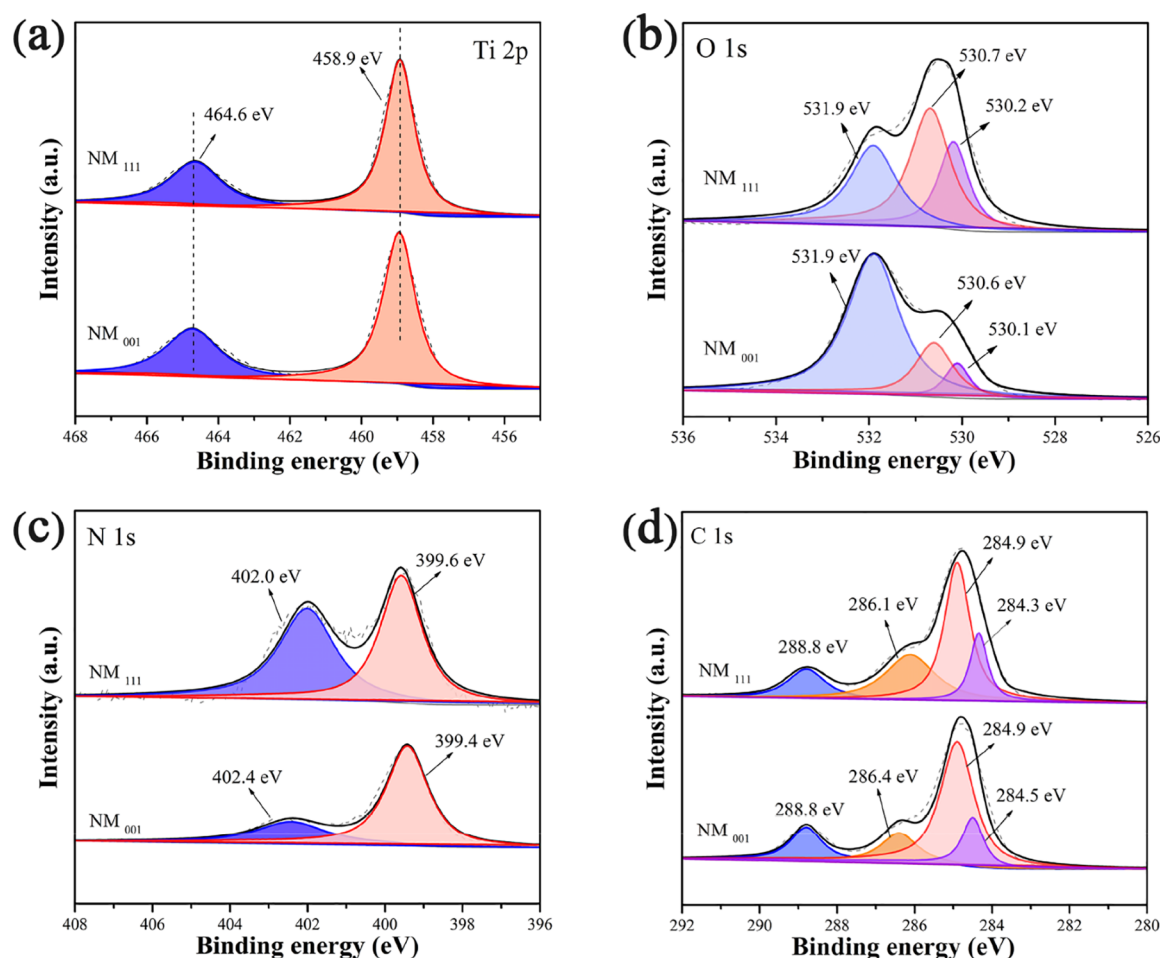 (a)
Ti 2p
458.9 eV
464.6 eV
NM 111
NM 001
Intensity (a.u.)
468 466 464 462 460 458 456
Binding energy (eV)
(b)
O 1s
530.7 eV
531.9 eV
530.2 eV
NM 111
531.9 eV
530.6 eV
530.1 eV
NM 001
Intensity (a.u.)
536 534 532 530 528 526
Binding energy (eV)
(c)
N 1s
399.6 eV
402.0 eV
NM 111
399.4 eV
402.4 eV
NM 001
Intensity (a.u.)
408 406 404 402 400 398 396
Binding energy (eV)
(d)
C 1s
284.9 eV
286.1 eV
284.3 eV
288.8 eV
NM 111
284.9 eV
286.4 eV
288.8 eV
284.5 eV
NM 001
Intensity (a.u.)
292 290 288 286 284 282 280
Binding energy (eV)